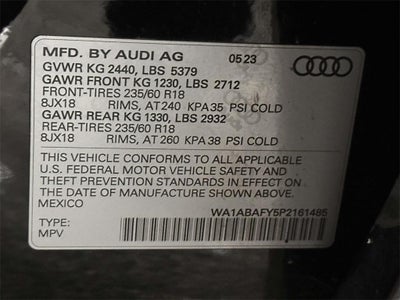 MFD. BY AUDI AG 05 23
GVWR KG 2440, LBS 5379
GAWR FRONT KG 1230, LBS 2712
FRONT-TIRES 235/60 R18
8JX18 RIMS, AT 240 KPA 35 PSI COLD
GAWR REAR KG 1330, LBS 2932
REAR-TIRES 235/60 R18
8JX18 RIMS, AT 260 KPA 38 PSI COLD
THIS VEHICLE CONFORMS TO ALL APPLICABLE
U.S. FEDERAL MOTOR VEHICLE SAFETY AND
THEFT PREVENTION STANDARDS IN EFFECT ON
THE DATE OF MANUFACTURE SHOWN ABOVE.
MEXICO WA1ABAFY5P2161485
TYPE:
MPV